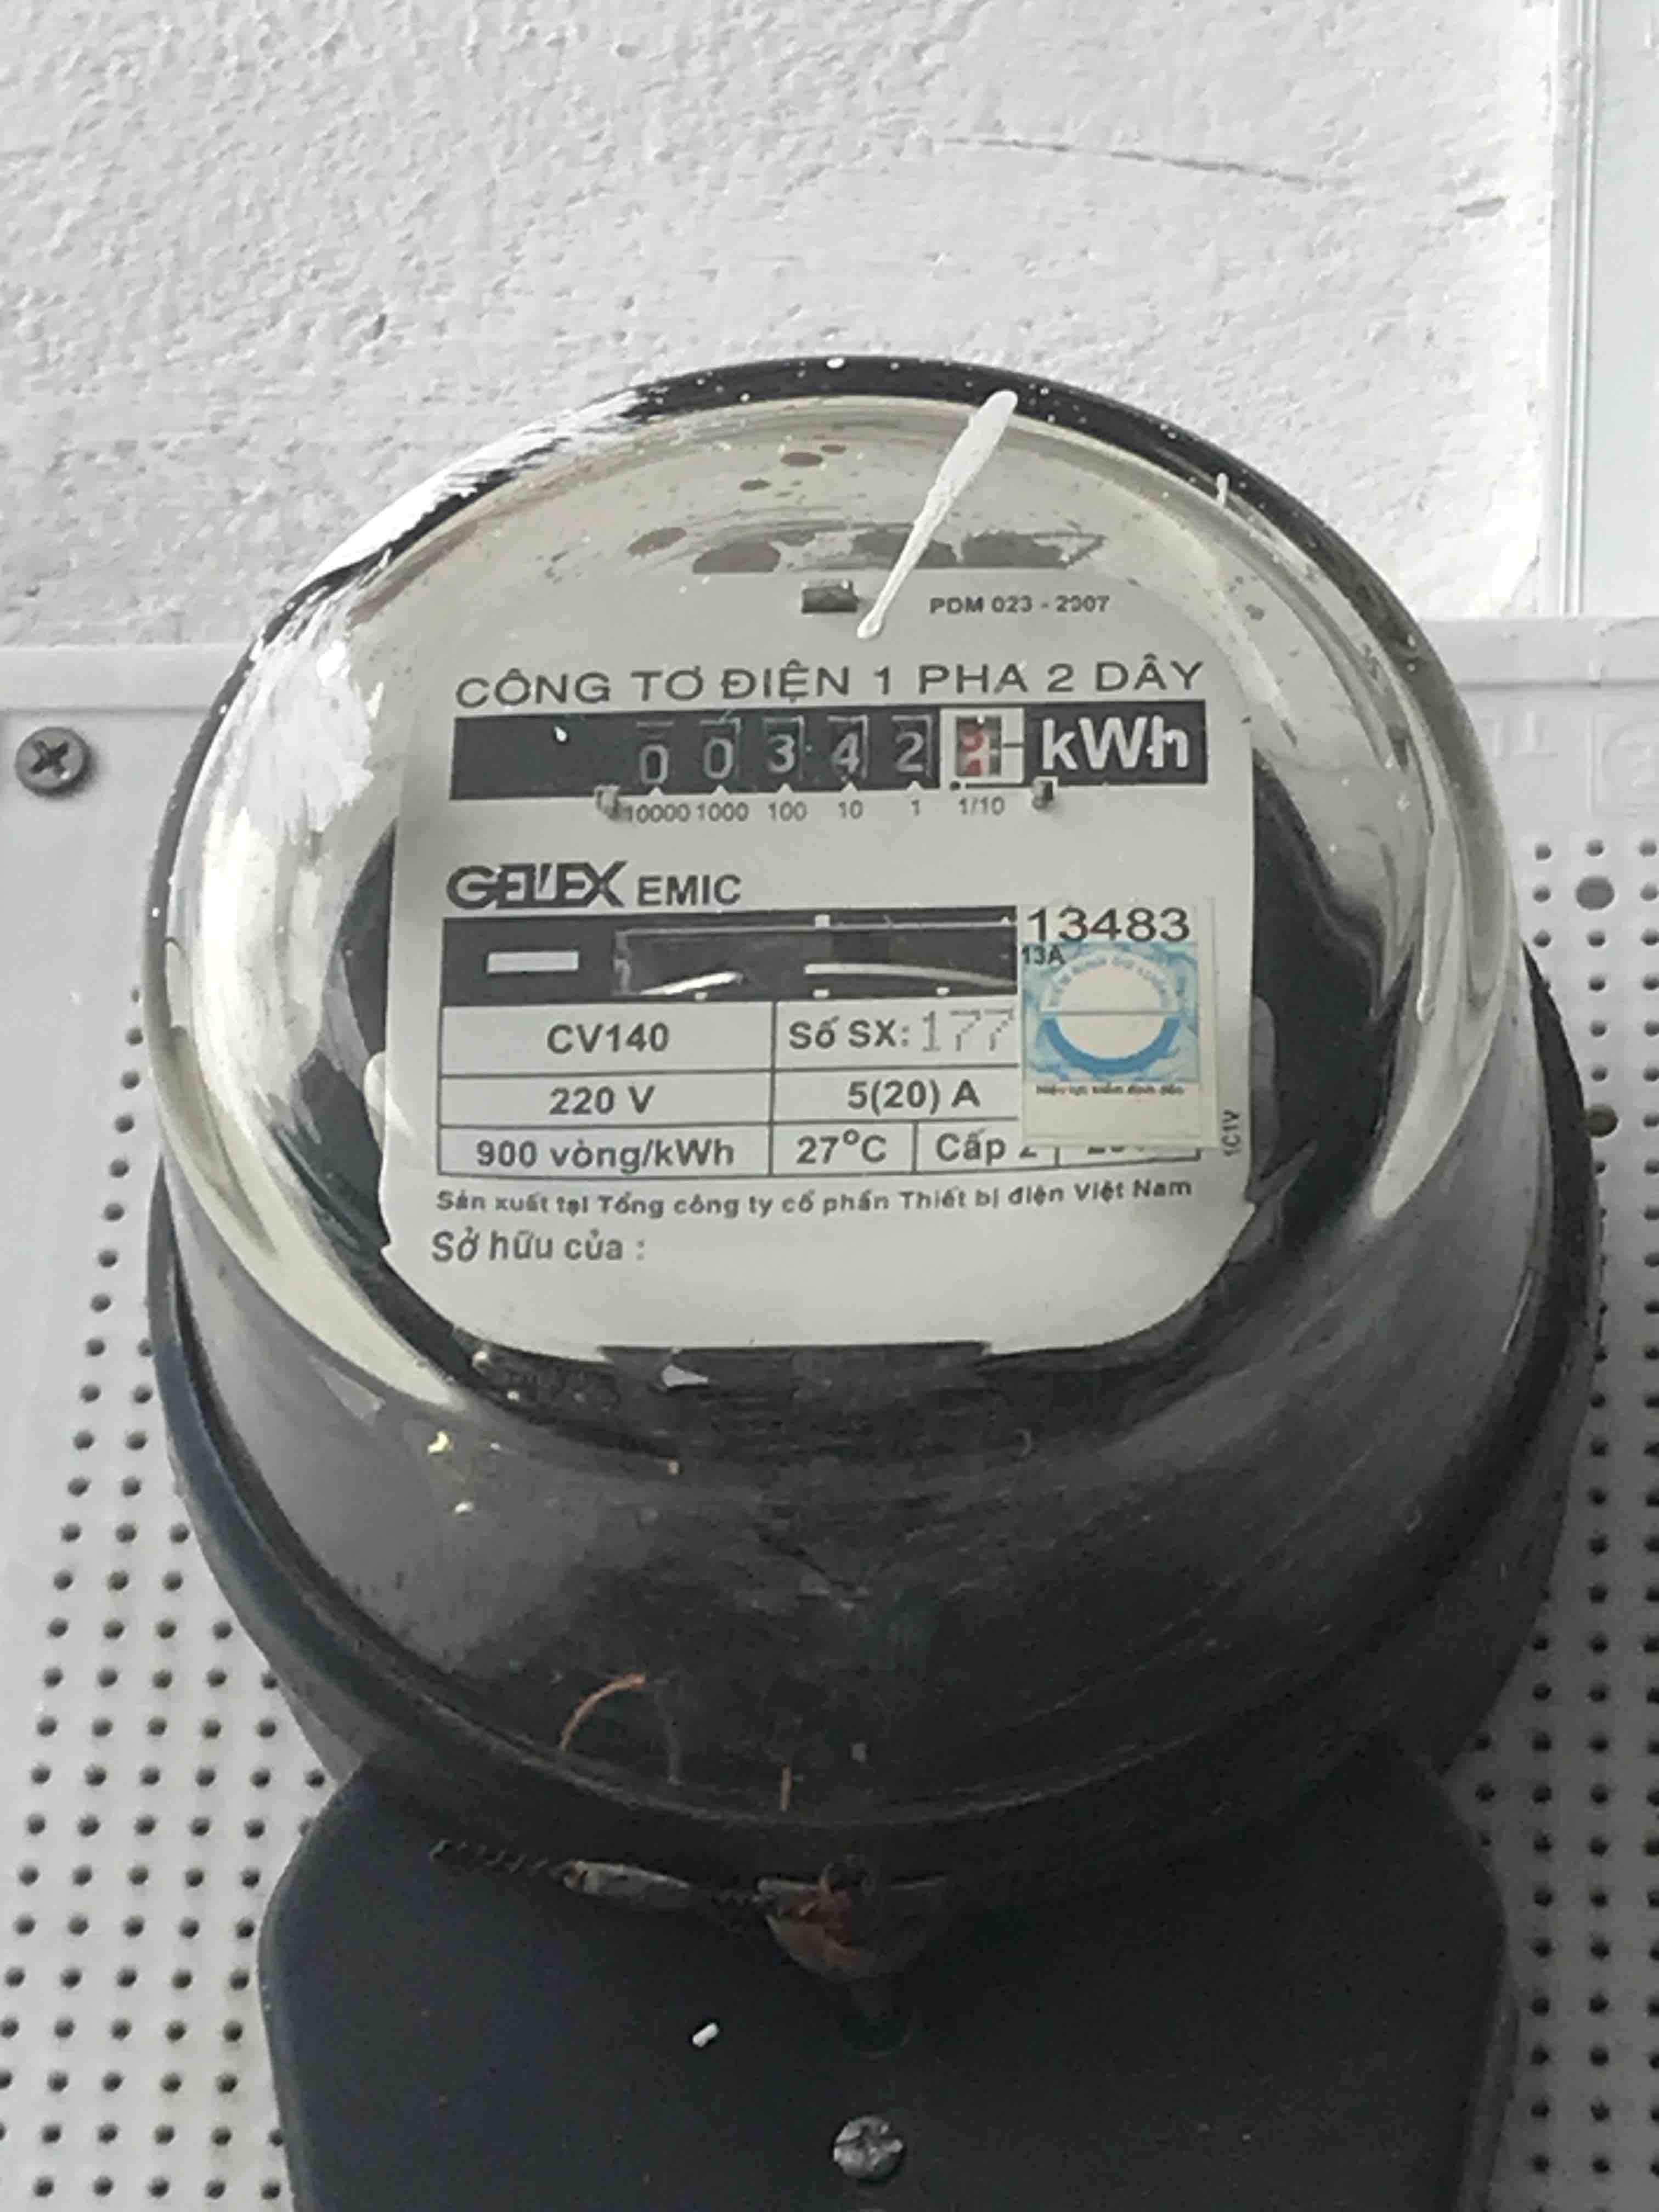 PDM 023 - 2007
CÔNG TƠ ĐIỆN 1 PHA 2 DÂY
0 0 3 4 2 kWh
10000 1000 100 10 1 1/10
GELEX EMIC
13483
13A
CV140 Số SX: 177
220 V 5(20) A
900 vòng/kWh 27°C Cấp
1C1V
Sản xuất tại Tổng công ty cổ phần Thiết bị điện Việt Nam
Sở hữu của :